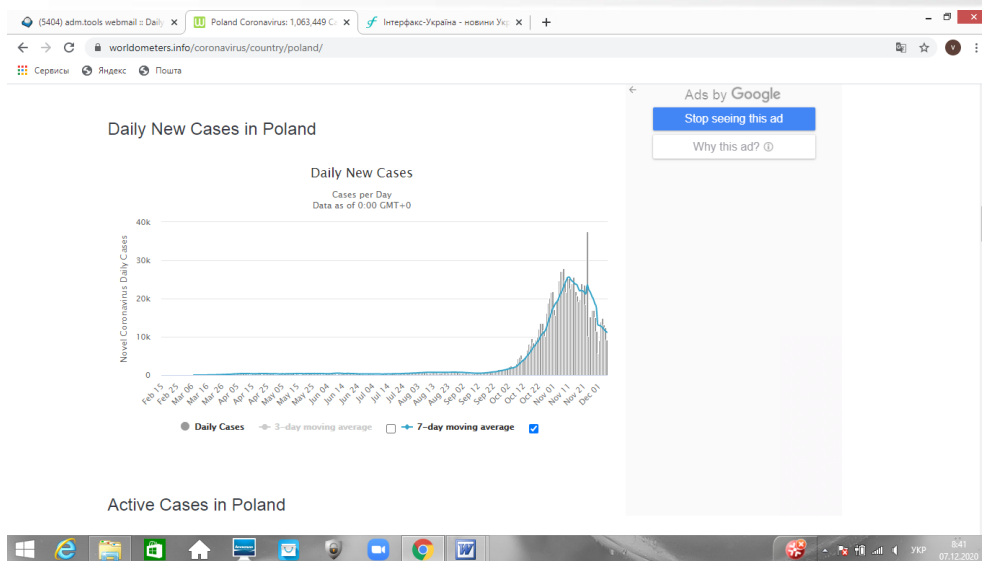 (5404) adm.tools webmail :: Daily
Poland Coronavirus: 1,063,449 C
Інтерфакс-Україна - новини Ук
worldometers.info/coronavirus/country/poland/
Сервисы Яндекс Пошта
Ads by Google
Stop seeing this ad
Why this ad?
Daily New Cases in Poland
Daily New Cases
Cases per Day
Data as of 0:00 GMT+0
Novel Coronavirus Daily Cases
40k
30k
20k
10k
0
Feb 15 Feb 25 Mar 06 Mar 16 Mar 26 Apr 05 Apr 15 Apr 25 May 05 May 15 May 25 Jun 04 Jun 14 Jun 24 Jul 04 Jul 14 Jul 24 Aug 03 Aug 13 Aug 23 Sep 02 Sep 12 Sep 22 Oct 02 Oct 12 Oct 22 Nov 01 Nov 11 Nov 21 Dec 01
Daily Cases 3-day moving average 7-day moving average
Active Cases in Poland
УКР
8:41
07.12.2020